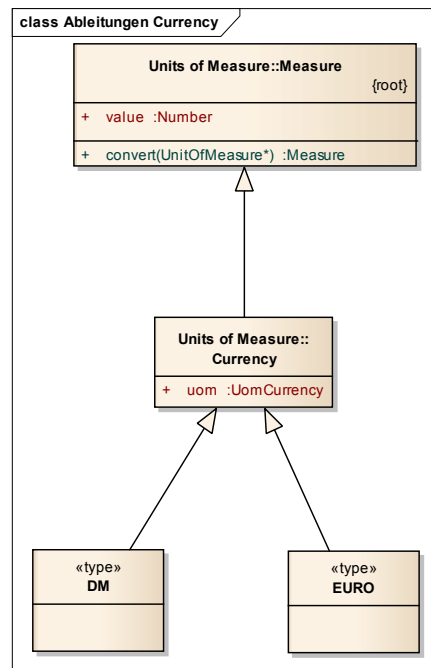 class Ableitungen Currency
Units of Measure::Measure
{root}
+ value :Number
+ convert(UnitOfMeasure*) :Measure
Units of Measure::
Currency
+ uom :UomCurrency
«type»
DM
«type»
EURO